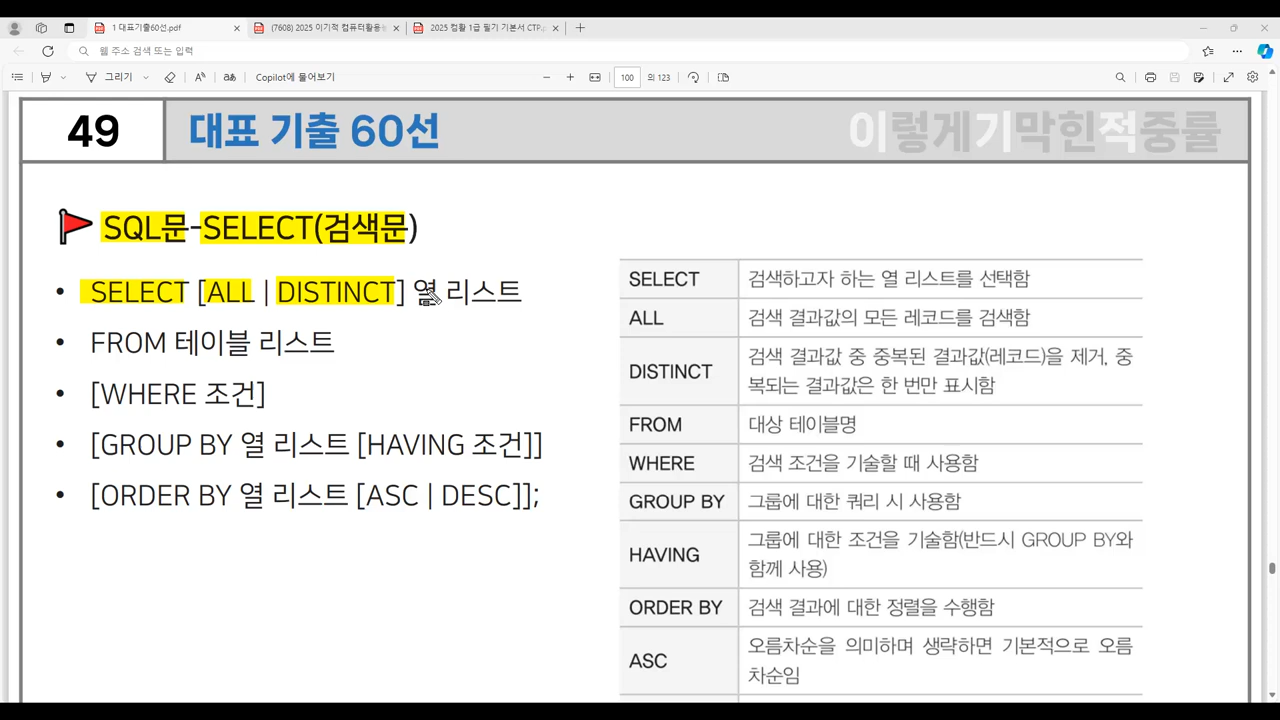 1 대표기출60선.pdf
(7608) 2025 이기적 컴퓨터활용능
2025 컴활 1급 필기 기본서 CTP.
웹 주소 검색 또는 입력
그리기
Copilot에 물어보기
100 의 123
49
대표 기출 60선
이렇게기막힌적중률
SQL문-SELECT(검색문)
• SELECT [ALL | DISTINCT] 열 리스트
• FROM 테이블 리스트
• [WHERE 조건]
• [GROUP BY 열 리스트 [HAVING 조건]]
• [ORDER BY 열 리스트 [ASC | DESC]];
SELECT 검색하고자 하는 열 리스트를 선택함
ALL 검색 결과값의 모든 레코드를 검색함
DISTINCT 검색 결과값 중 중복된 결과값(레코드)을 제거, 중
복되는 결과값은 한 번만 표시함
FROM 대상 테이블명
WHERE 검색 조건을 기술할 때 사용함
GROUP BY 그룹에 대한 쿼리 시 사용함
HAVING 그룹에 대한 조건을 기술함(반드시 GROUP BY와
함께 사용)
ORDER BY 검색 결과에 대한 정렬을 수행함
ASC 오름차순을 의미하며 생략하면 기본적으로 오름
차순임